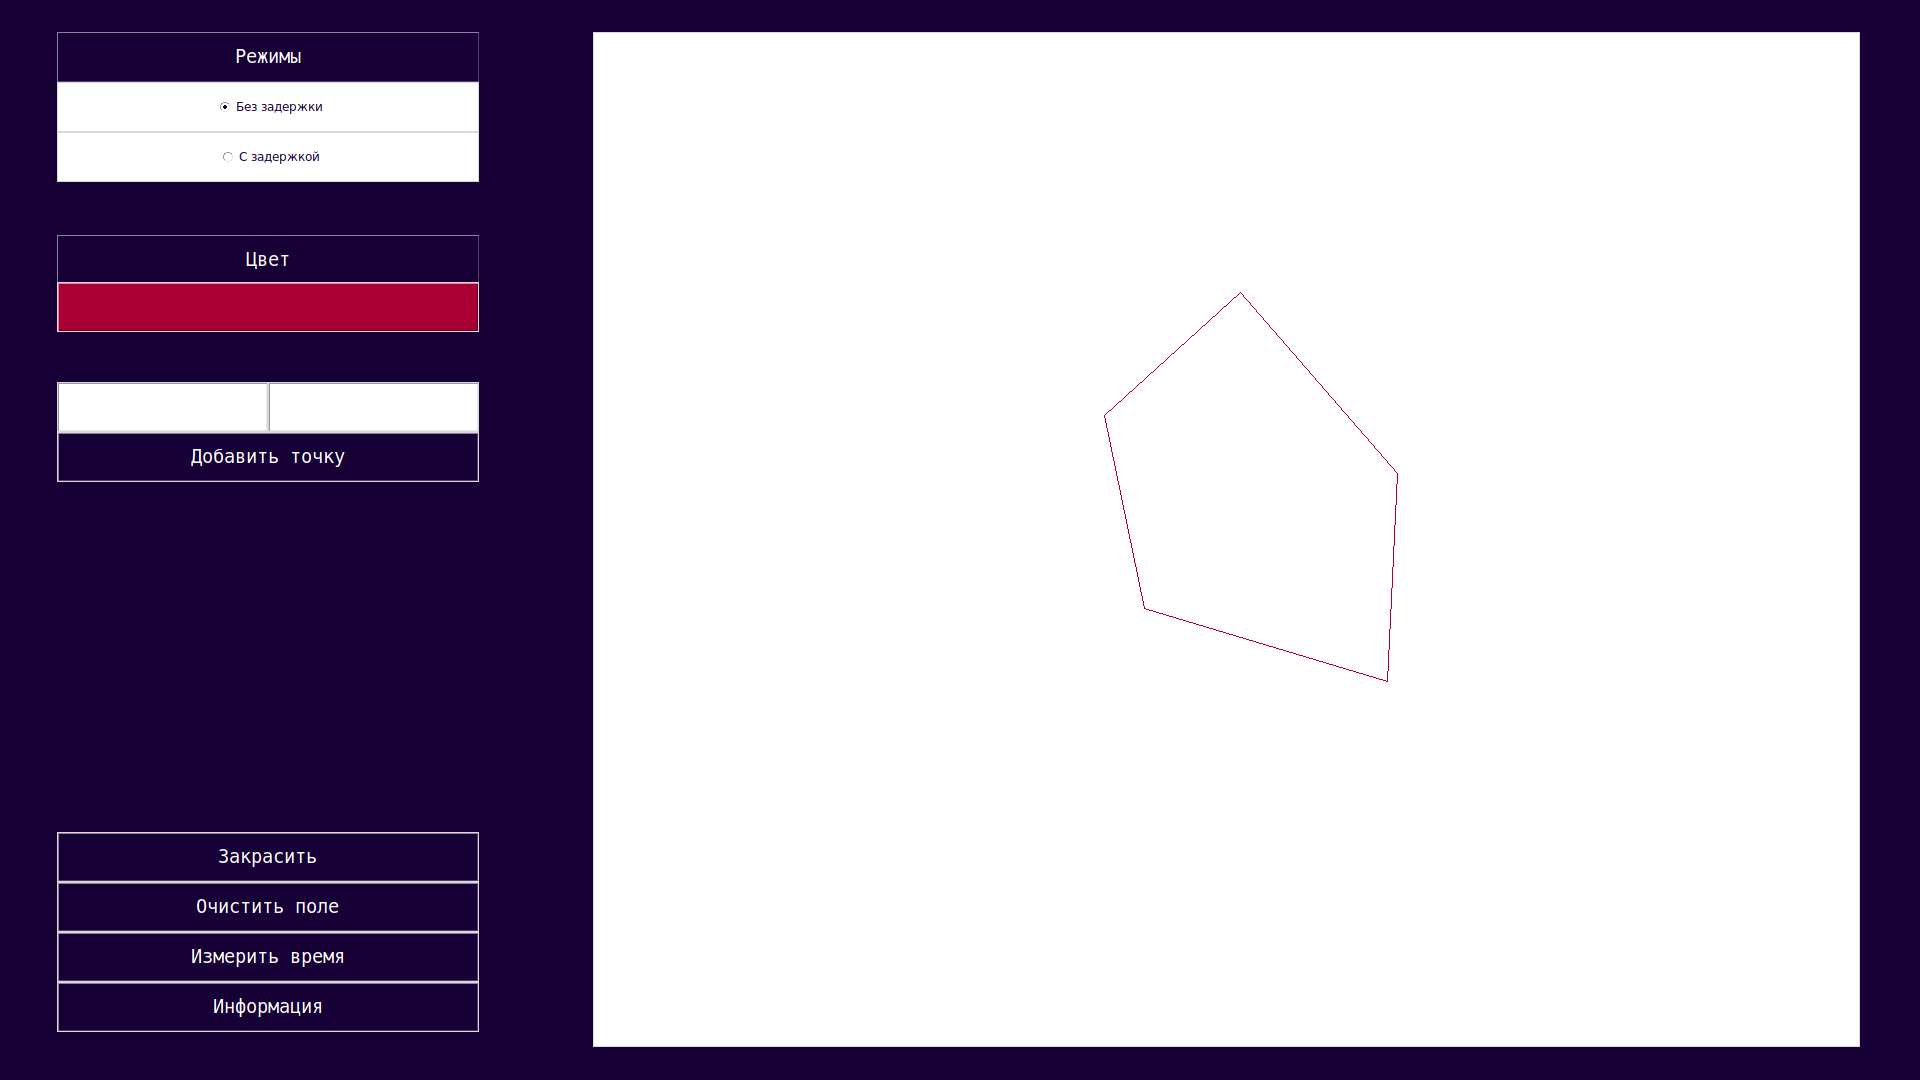 Режимы
Без задержки
С задержкой
Цвет
Добавить точку
Закрасить
Очистить поле
Измерить время
Информация